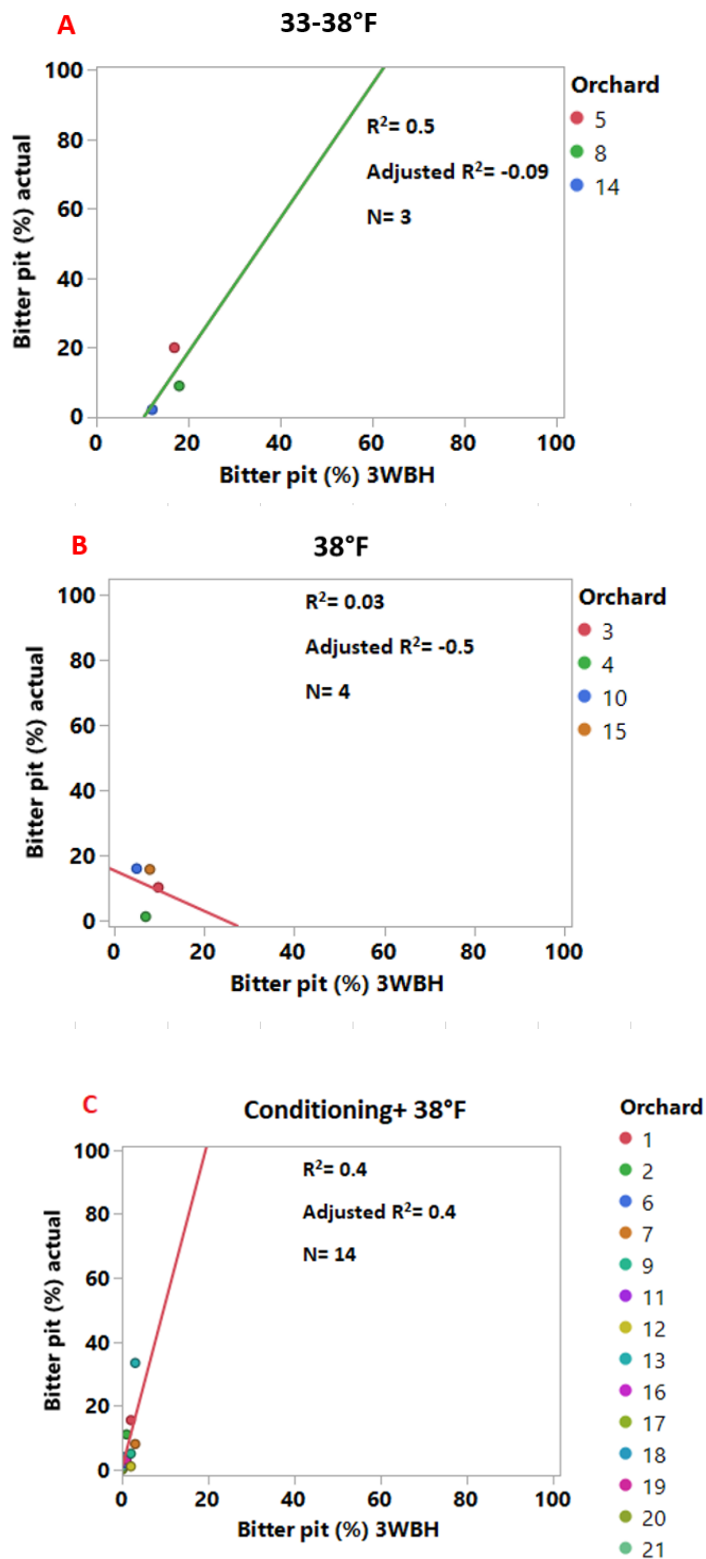 A
33-38°F
100
80
60
40
20
0
Bitter pit (%) actual
R²= 0.5
Adjusted R²= -0.09
N= 3
Orchard
5
8
14
0 20 40 60 80 100
Bitter pit (%) 3WBH
B
38°F
100
80
60
40
20
0
Bitter pit (%) actual
R²= 0.03
Adjusted R²= -0.5
N= 4
Orchard
3
4
10
15
0 20 40 60 80 100
Bitter pit (%) 3WBH
C
Conditioning+ 38°F
100
80
60
40
20
0
Bitter pit (%) actual
R²= 0.4
Adjusted R²= 0.4
N= 14
Orchard
1
2
6
7
9
11
12
13
16
17
18
19
20
21
0 20 40 60 80 100
Bitter pit (%) 3WBH